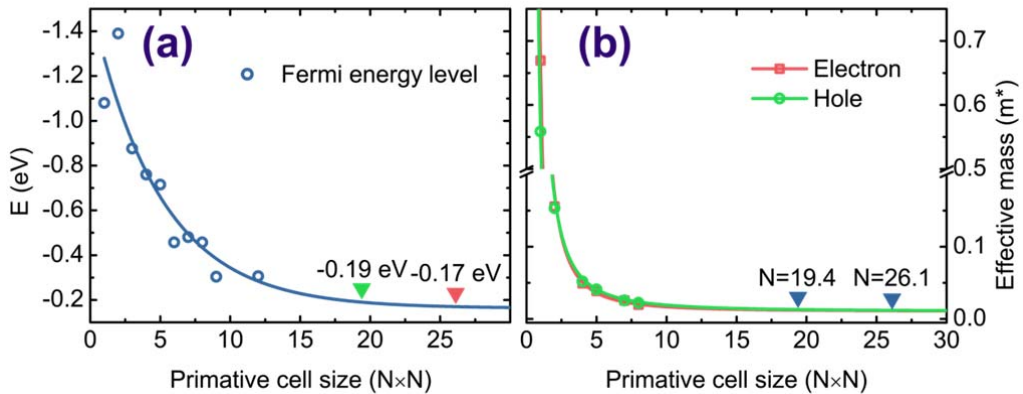 (a)
Fermi energy level
E (eV)
-1.4
-1.2
-1.0
-0.8
-0.6
-0.4
-0.2
-0.19 eV
-0.17 eV
0
5
10
15
20
25
Primative cell size (N×N)
(b)
Electron
Hole
0.7
0.6
0.5
0.1
0.0
Effective mass (m*)
N=19.4
N=26.1
0
5
10
15
20
25
30
Primative cell size (N×N)